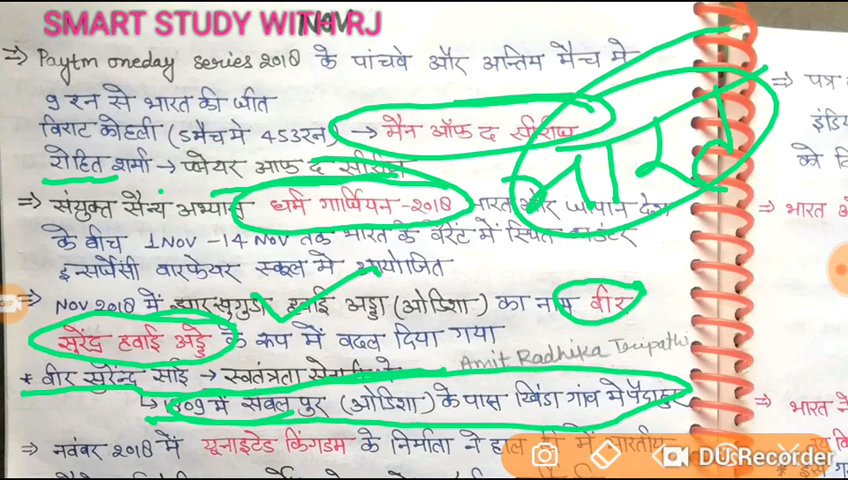 SMART STUDY WITH RJ
Nov
⇒ Paytm oneday series 2018 के पांचवे और अन्तिम मैच मे
9 रन से भारत की जीत
विराट कोहली (5 मैच मे 453 रन) → मैन ऑफ द सीरीज
रोहित शर्मा → प्लेयर आफ द सीरीज
⇒ संयुक्त सैन्य अभ्यास धर्म गार्जियन -2018 भारत और जापान देश
के बीच 1 NOV - 14 NOV तक भारत के वैरेंट में स्थित काउंटर
इन्सर्जेंसी वारफेयर स्कूल मे आयोजित
⇒ NOV 2018 में झारसुगुडा हवाई अड्डा (ओडिशा) का नाम वीर
सुरेंद्र हवाई अड्डे के रूप में बदल दिया गया
Amit Radhika Tripathi
* वीर सुरेन्द्र साई → स्वतंत्रता सेनानी
1809 में संबलपुर (ओडिशा) के पास खिंडा गांव मे पैदा हुए
⇒ नवंबर 2018 में यूनाइटेड किंगडम के निर्माता ने हाल ही में भारतीय
⇒ पत्र
इंडिय
को दि
⇒ भारत अ
⇒ भारत ने
DU Recorder